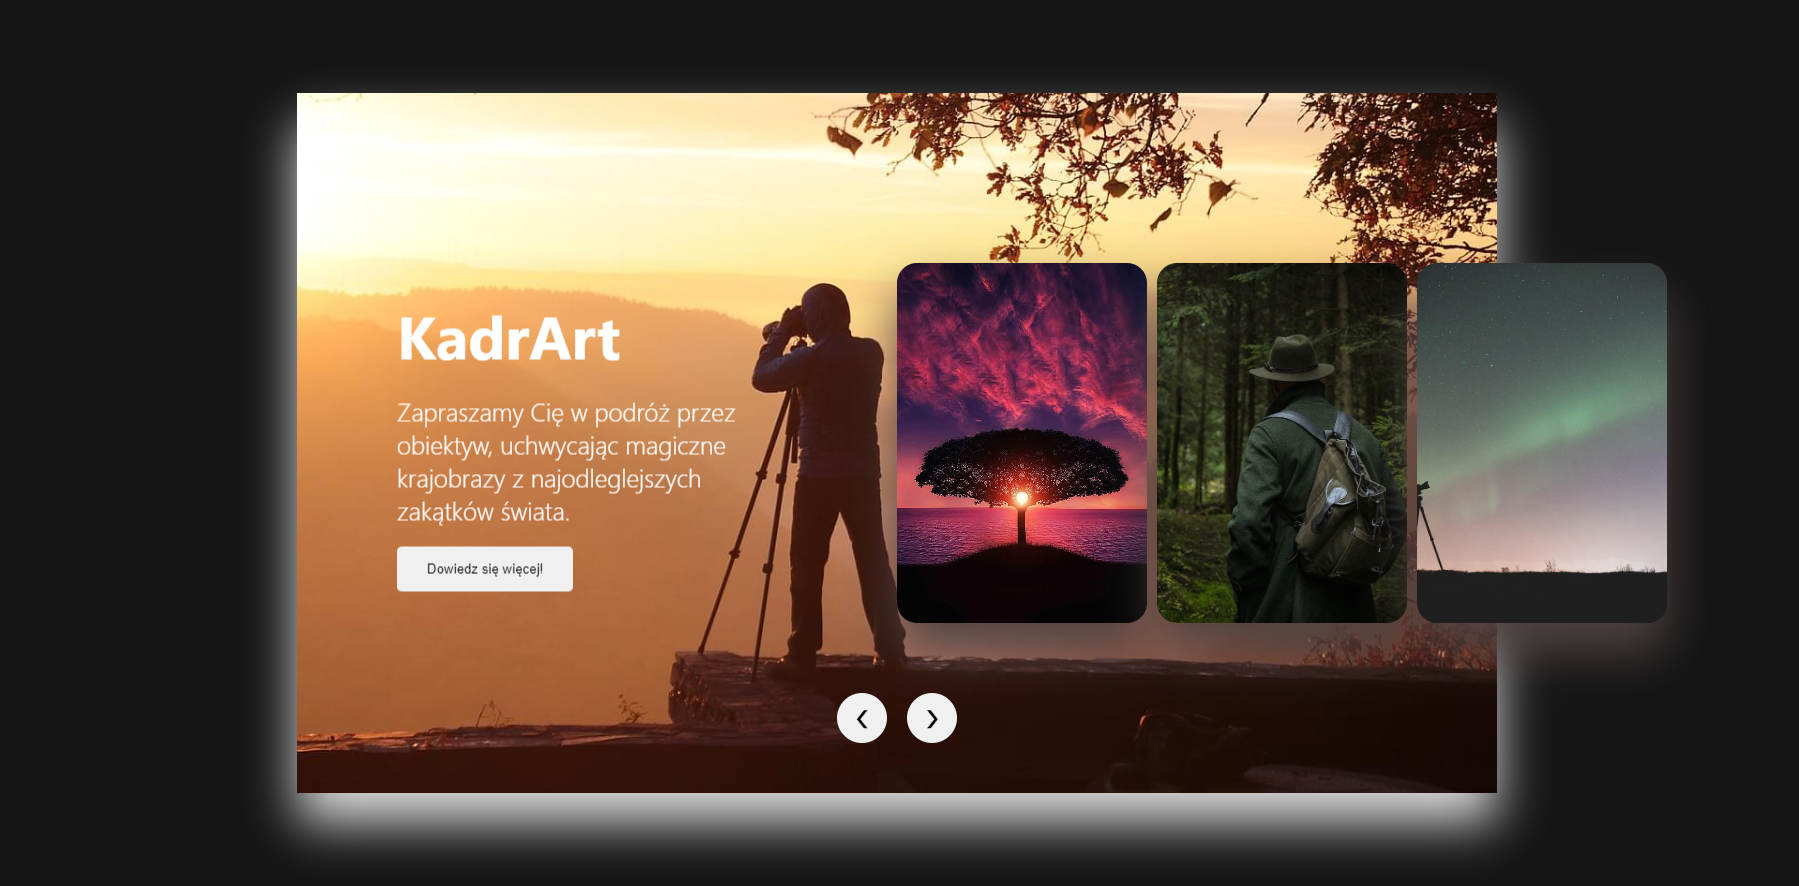 KadrArt
Zapraszamy Cię w podróż przez
obiektyw, uchwycając magiczne
krajobrazy z najodleglejszych
zakątków świata.
Dowiedz się więcej!